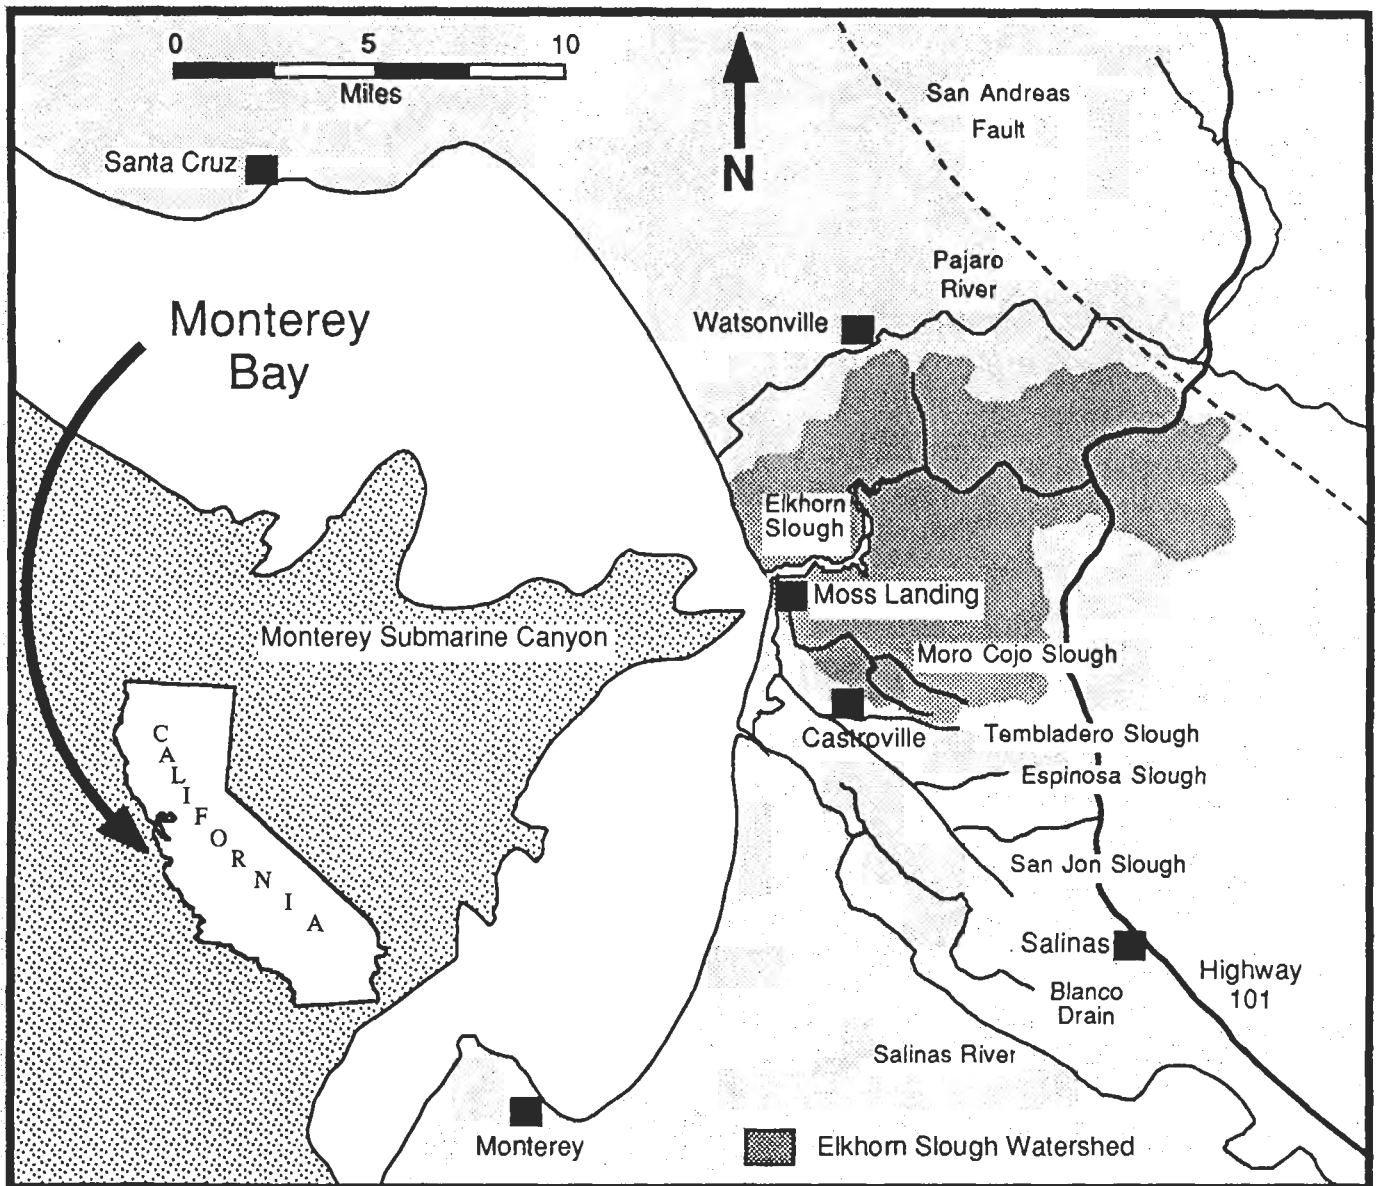 0 5 10
Miles
N
San Andreas
Fault
Santa Cruz
Pajaro
River
Monterey
Bay
Watsonville
Elkhorn
Slough
Moss Landing
Monterey Submarine Canyon
Moro Cojo Slough
CALIFORNIA
Castroville
Tembladero Slough
Espinosa Slough
San Jon Slough
Salinas
Highway
101
Blanco
Drain
Salinas River
Monterey
Elkhorn Slough Watershed